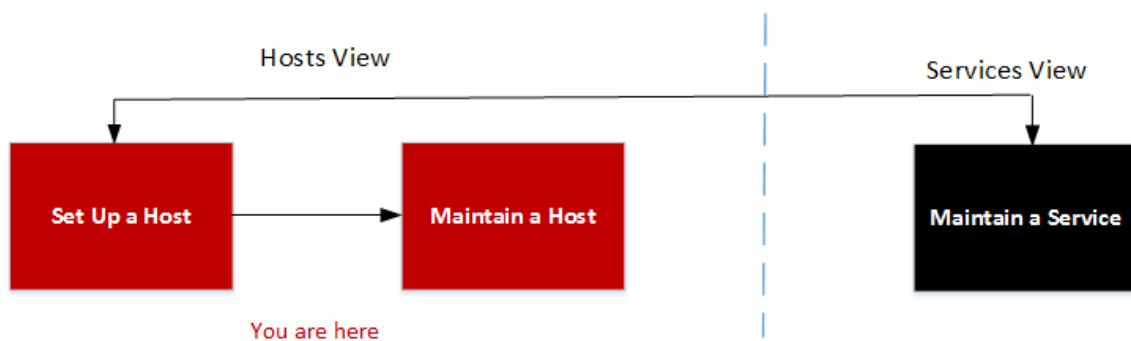 Hosts View
Services View
Set Up a Host
Maintain a Host
Maintain a Service
You are here